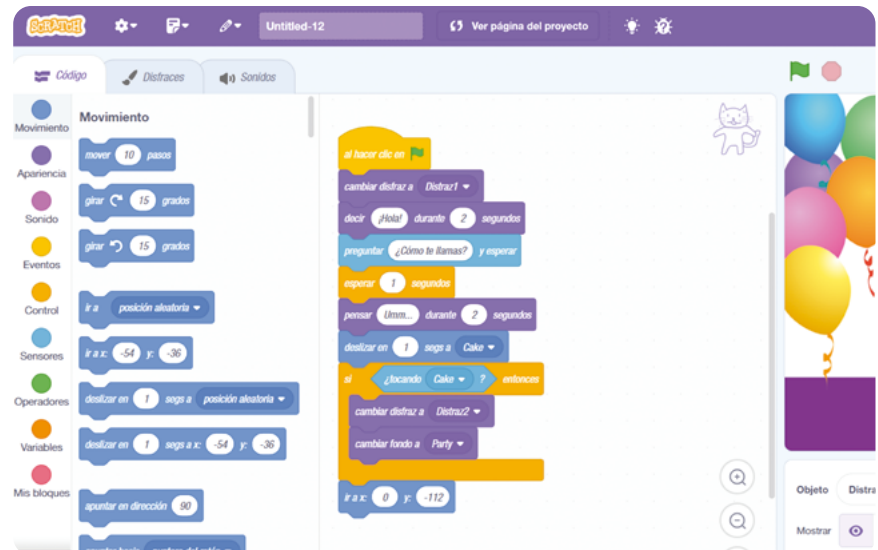 SCRATCH
Untitled-12
Ver página del proyecto
Código
Disfraces
Sonidos
Movimiento
Apariencia
Sonido
Eventos
Control
Sensores
Operadores
Variables
Mis bloques
Movimiento
mover 10 pasos
girar 15 grados
girar 15 grados
ir a posición aleatoria
ir a x: -54 y: -36
deslizar en 1 segs a posición aleatoria
deslizar en 1 segs a x: -54 y: -36
apuntar en dirección 90
al hacer clic en
cambiar disfraz a Distraz1
decir ¡Hola! durante 2 segundos
preguntar ¿Cómo te llamas? y esperar
esperar 1 segundos
pensar Umm... durante 2 segundos
deslizar en 1 segs a Cake
si ¿tocando Cake ? entonces
cambiar disfraz a Distraz2
cambiar fondo a Party
ir a x: 0 y: -112
Objeto Distra
Mostrar